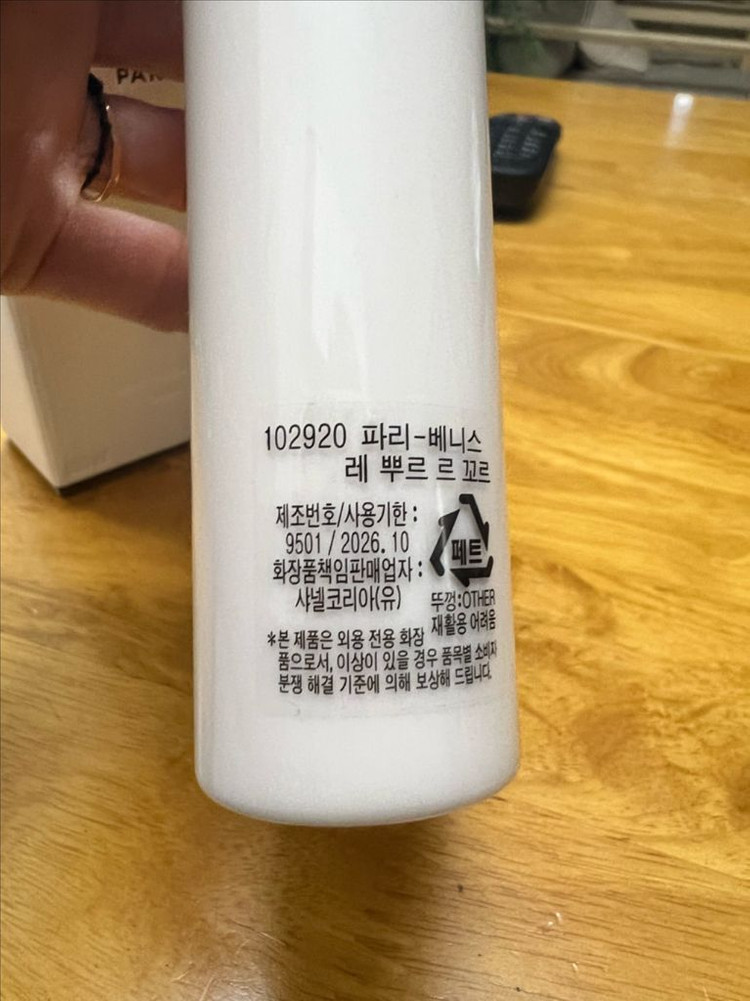 PAR
102920 파리-베니스
레 뿌르 르 꼬르
제조번호/사용기한 :
9501 / 2026. 10
화장품책임판매업자 :
샤넬코리아(유)
페트
뚜껑:OTHER
재활용 어려움
*본 제품은 외용 전용 화장
품으로서, 이상이 있을 경우 품목별 소비자
분쟁 해결 기준에 의해 보상해 드립니다.